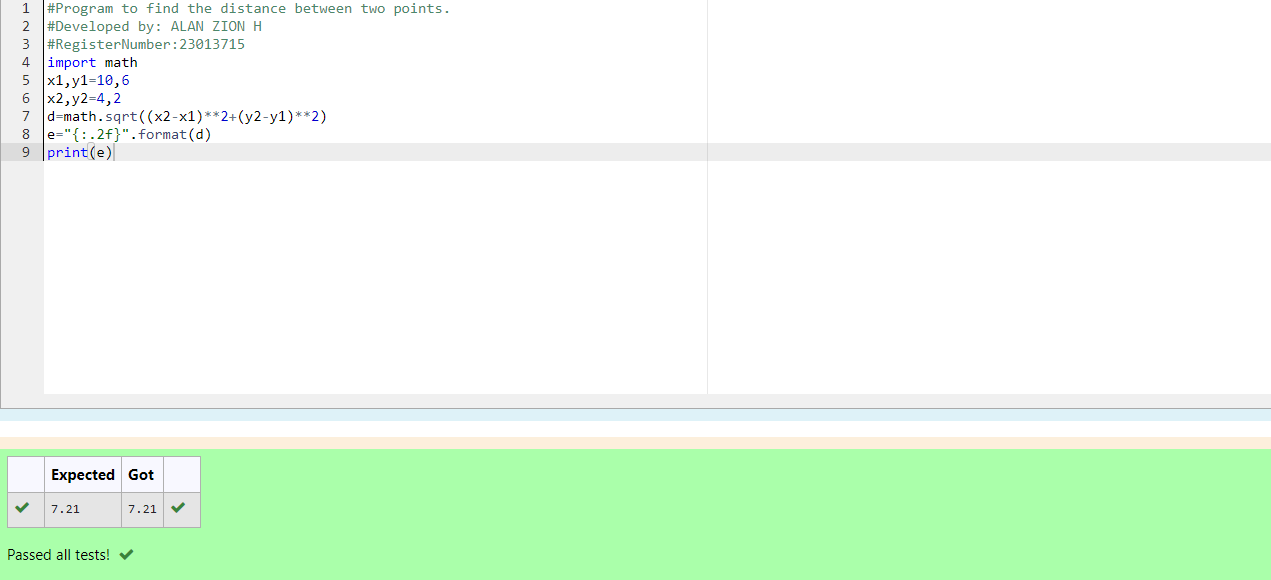 1 #Program to find the distance between two points.
2 #Developed by: ALAN ZION H
3 #RegisterNumber:23013715
4 import math
5 x1,y1=10,6
6 x2,y2=4,2
7 d=math.sqrt((x2-x1)**2+(y2-y1)**2)
8 e="{:.2f}".format(d)
9 print(e)
Expected Got
7.21 7.21
Passed all tests!